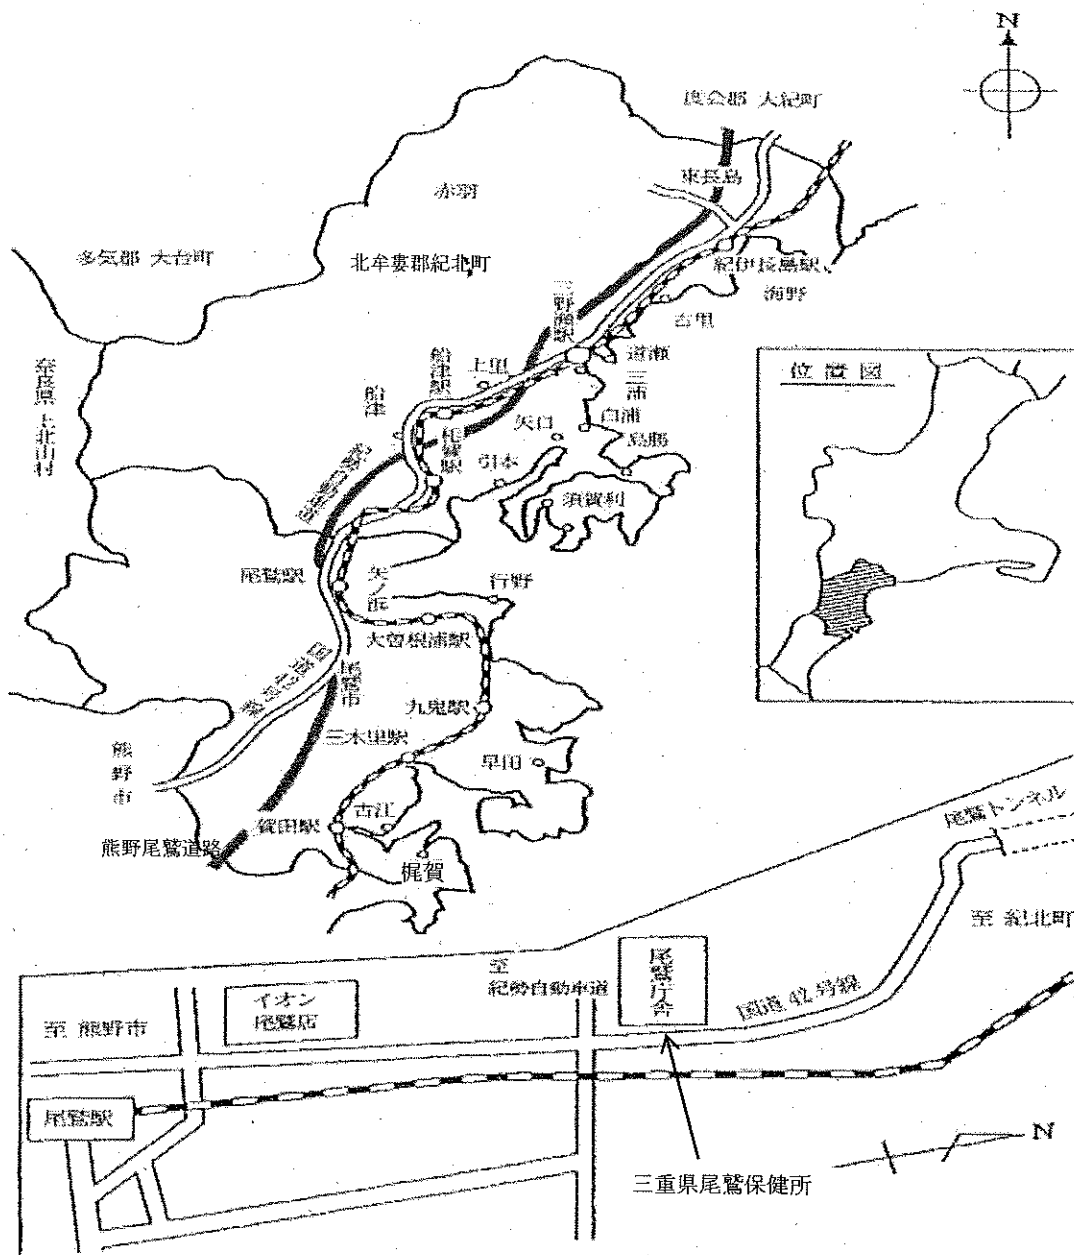 N
度会郡 大紀町
東長島
赤羽
多気郡 大台町
北牟婁郡紀北町
紀伊長島駅
海野
三野瀬駅
古里
道瀬
三浦
船津駅
上里
船津
奈良県 上北山村
相賀駅
矢口
白浦
島勝
引本
須賀利
尾鷲駅
矢ノ浜
行野
大曽根浦駅
国道42号線
尾鷲市
九鬼駅
三木里駅
早田
熊野市
賀田駅
古江
熊野尾鷲道路
梶賀
位置図
尾鷲トンネル
至 紀北町
至
紀勢自動車道
尾鷲庁舎
国道 42 号線
イオン
尾鷲店
至 熊野市
尾鷲駅
N
三重県尾鷲保健所